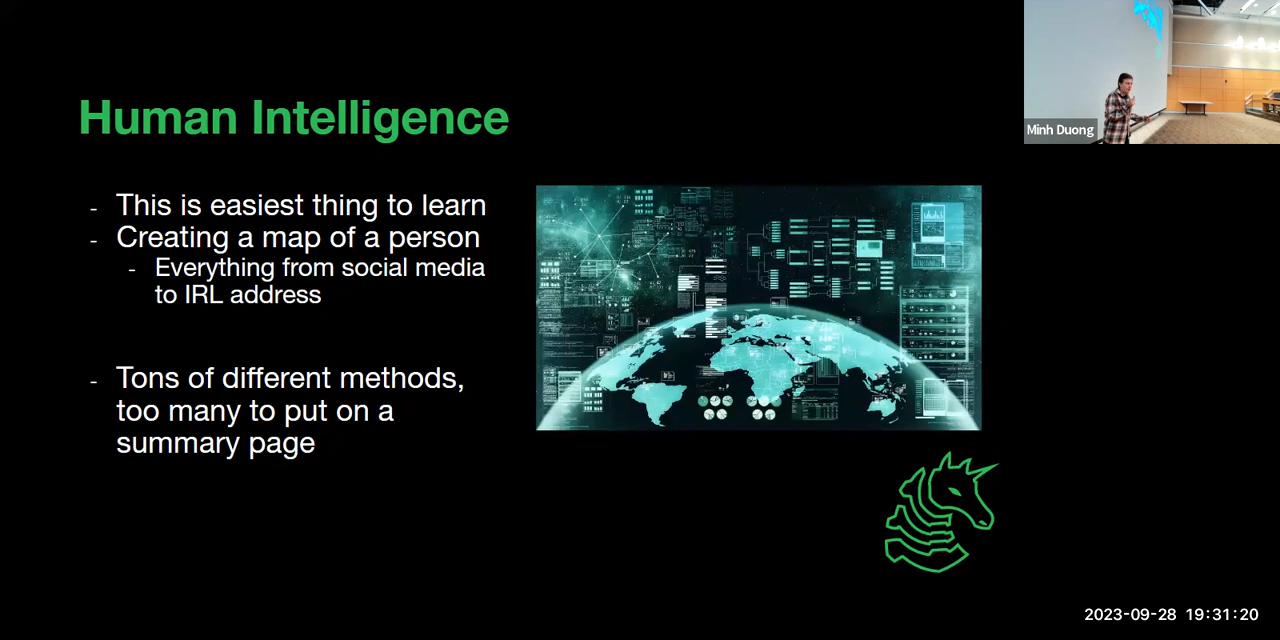 Human Intelligence
- This is easiest thing to learn
- Creating a map of a person
- Everything from social media
to IRL address
- Tons of different methods,
too many to put on a
summary page
Minh Duong
2023-09-28 19:31:20